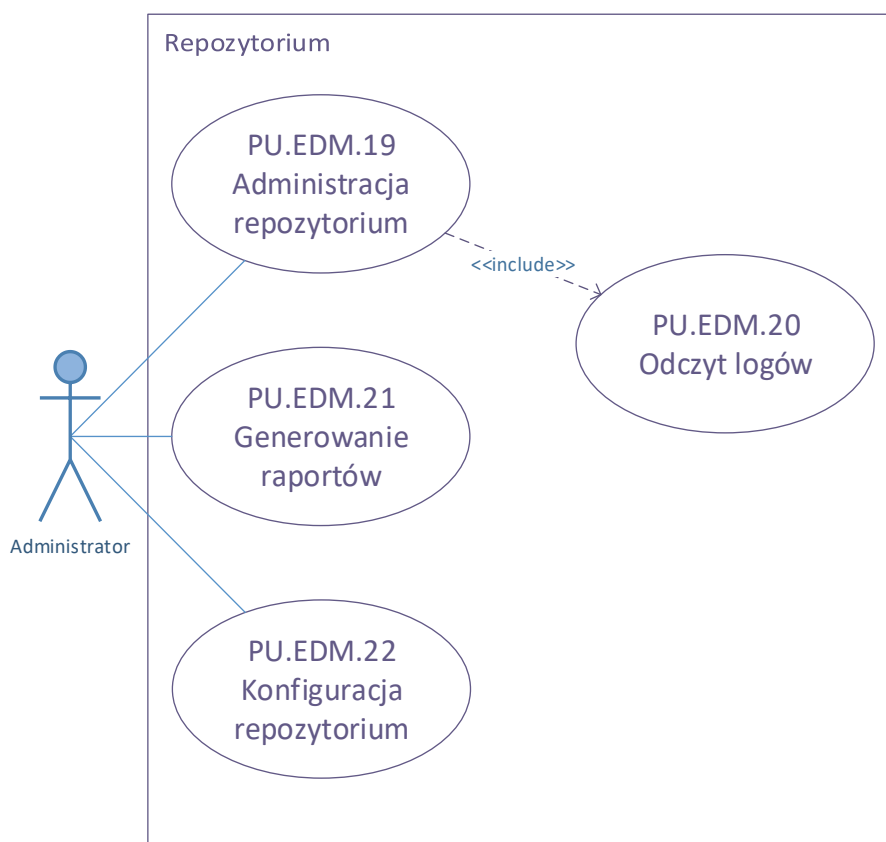 Repozytorium
PU.EDM.19
Administracja
repozytorium
<<include>>
PU.EDM.20
Odczyt logów
PU.EDM.21
Generowanie
raportów
Administrator
PU.EDM.22
Konfiguracja
repozytorium